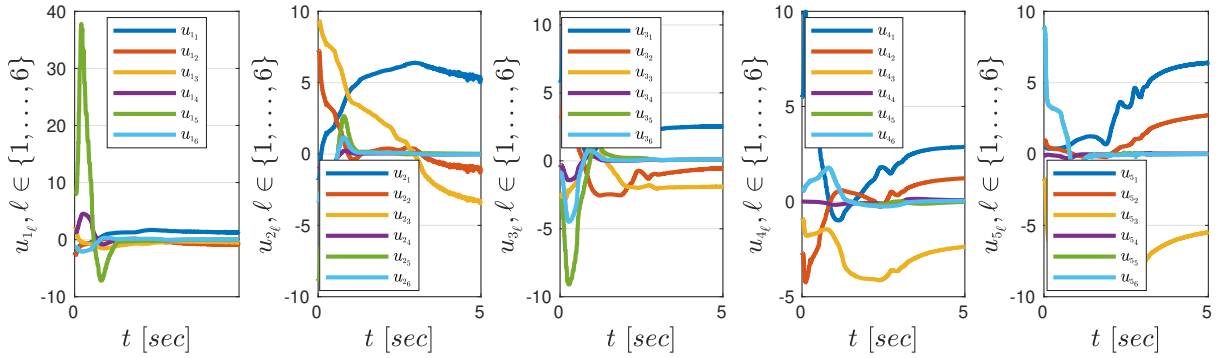 40
30
20
10
0
-10
0
u_{1_ℓ}, ℓ ∈ {1, ..., 6}
t [sec]
u_{1_1}
u_{1_2}
u_{1_3}
u_{1_4}
u_{1_5}
u_{1_6}
10
5
0
-5
-10
0
5
u_{2_ℓ}, ℓ ∈ {1, ..., 6}
t [sec]
u_{2_1}
u_{2_2}
u_{2_3}
u_{2_4}
u_{2_5}
u_{2_6}
11
5
0
-5
-10
0
5
u_{3_ℓ}, ℓ ∈ {1, ..., 6}
t [sec]
u_{3_1}
u_{3_2}
u_{3_3}
u_{3_4}
u_{3_5}
u_{3_6}
10
5
0
-5
0
5
u_{4_ℓ}, ℓ ∈ {1, ..., 6}
t [sec]
u_{4_1}
u_{4_2}
u_{4_3}
u_{4_4}
u_{4_5}
u_{4_6}
10
5
0
-5
-10
0
5
u_{5_ℓ}, ℓ ∈ {1, ..., 6}
t [sec]
u_{5_1}
u_{5_2}
u_{5_3}
u_{5_4}
u_{5_5}
u_{5_6}